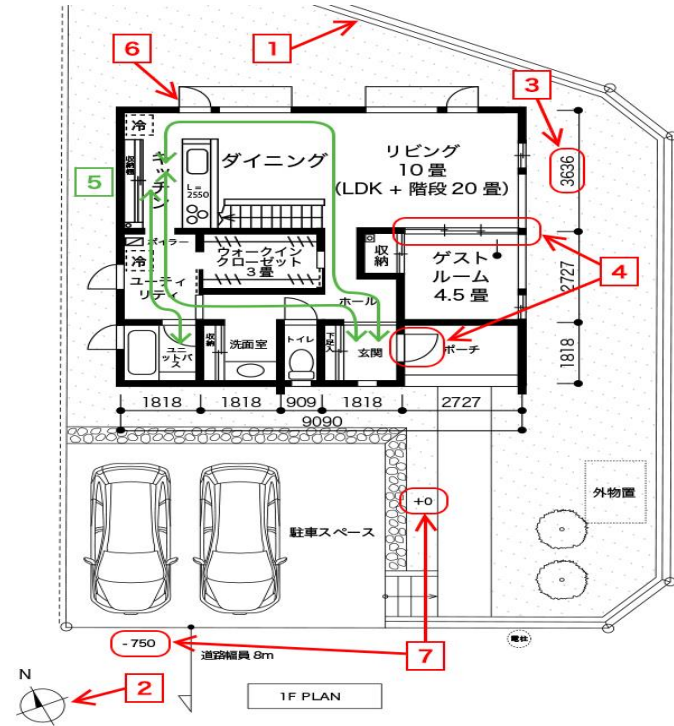 1
6
3
冷
収納棚
キッチン
L=
2550
ダイニング
リビング
10 畳
(LDK + 階段 20 畳)
3636
5
ボイラー
冷
ユーティ
リティ
ウォークイン
クローゼット
3 畳
収納
ゲスト
ルーム
4.5 畳
2727
4
ホール
ユニ
ットバス
収納
洗面室
トイレ
下足入
玄関
ポーチ
1818
1818
1818
909
1818
2727
9090
駐車スペース
+0
外物置
-750
道路幅員 8m
7
電柱
N
2
1F PLAN